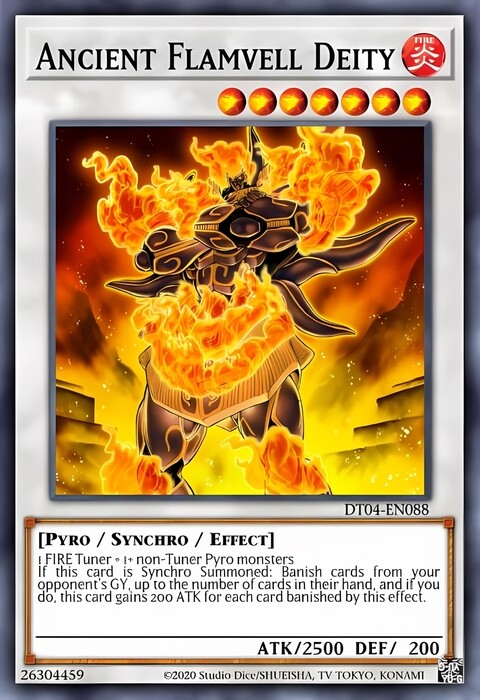 ANCIENT FLAMVELL DEITY
FIRE
炎
DT04-EN088
[PYRO / SYNCHRO / EFFECT]
1 FIRE Tuner + 1+ non-Tuner Pyro monsters
If this card is Synchro Summoned: Banish cards from your
opponent's GY, up to the number of cards in their hand, and if you
do, this card gains 200 ATK for each card banished by this effect.
ATK/2500 DEF/ 200
26304459
©2020 Studio Dice/SHUEISHA, TV TOKYO, KONAMI